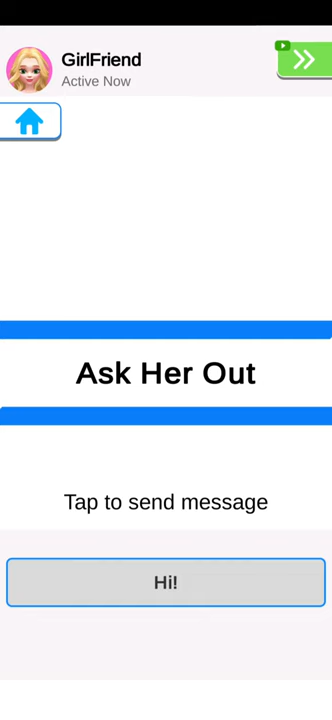 GirlFriend
Active Now
Ask Her Out
Tap to send message
Hi!